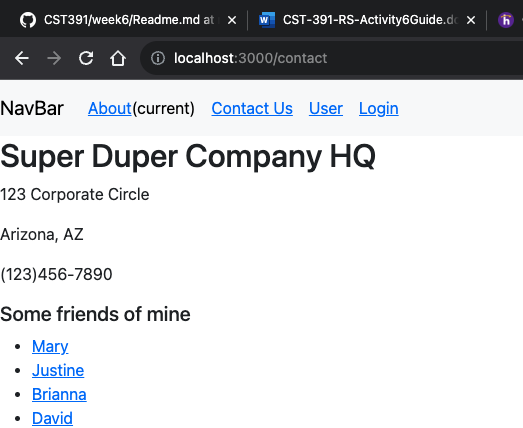 CST391/week6/Readme.md at
CST-391-RS-Activity6Guide.do
localhost:3000/contact
NavBar About(current) Contact Us User Login
Super Duper Company HQ
123 Corporate Circle
Arizona, AZ
(123)456-7890
Some friends of mine
Mary
Justine
Brianna
David